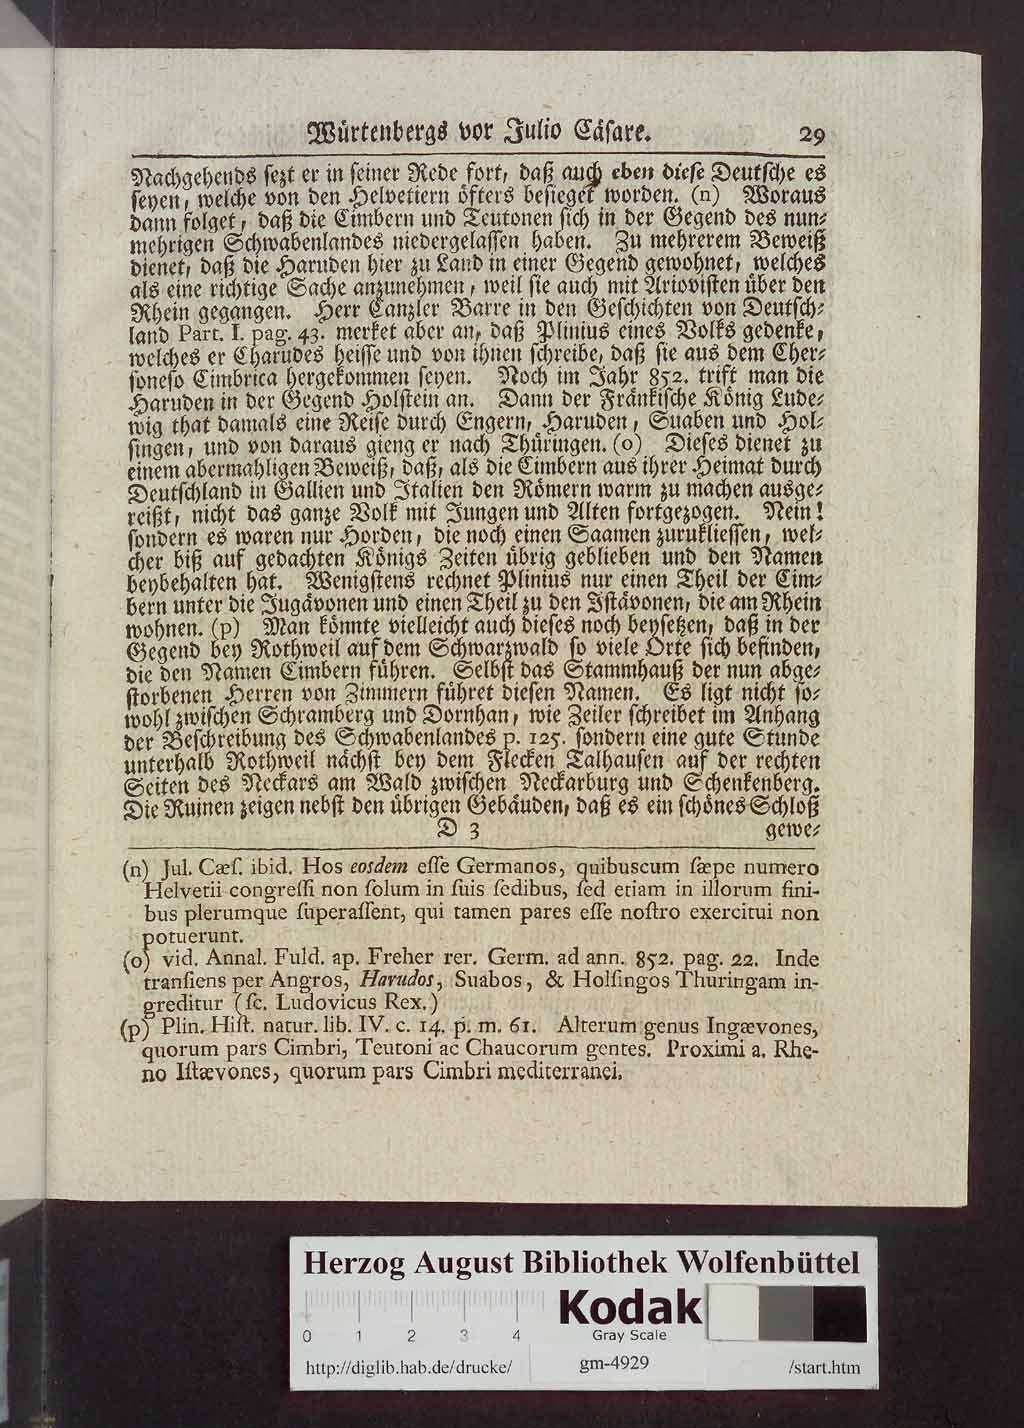 Würtenbergs vor Julio Cäsare. 29
Nachgehends sezt er in seiner Rede fort, daß auch eben diese Deutsche es
seyen, welche von den Helvetiern öfters besieget worden. (n) Woraus
dann folget, daß die Cimbern und Teutonen sich in der Gegend des nun⸗
mehrigen Schwabenlandes niedergelassen haben. Zu mehrerem Beweiß
dienet, daß die Haruden hier zu Land in einer Gegend gewohnet, welches
als eine richtige Sache anzunehmen, weil sie auch mit Ariovisten über den
Rhein gegangen. Herr Canzler Barre in den Geschichten von Deutsch⸗
land Part. I. pag. 43. merket aber an, daß Plinius eines Volks gedenke,
welches er Charudes heisse und von ihnen schreibe, daß sie aus dem Cher⸗
soneso Cimbrica hergekommen seyen. Noch im Jahr 852. trift man die
Haruden in der Gegend Holstein an. Dann der Fränkische König Lude⸗
wig that damals eine Reise durch Engern, Haruden, Suaben und Hol⸗
singen, und von daraus gieng er nach Thüringen. (o) Dieses dienet zu
einem abermahligen Beweiß, daß, als die Cimbern aus ihrer Heimat durch
Deutschland in Gallien und Italien den Römern warm zu machen ausge⸗
reißt, nicht das ganze Volk mit Jungen und Alten fortgezogen. Nein!
sondern es waren nur Horden, die noch einen Saamen zurukliessen, wel⸗
cher biß auf gedachten Königs Zeiten übrig geblieben und den Namen
beybehalten hat. Wenigstens rechnet Plinius nur einen Theil der Cim⸗
bern unter die Jugävonen und einen Theil zu den Istävonen, die am Rhein
wohnen. (p) Man könnte vielleicht auch dieses noch beysetzen, daß in der
Gegend bey Rothweil auf dem Schwarzwald so viele Orte sich befinden,
die den Namen Cimbern führen. Selbst das Stammhauß der nun abge⸗
storbenen Herren von Zimmern führet diesen Namen. Es ligt nicht so⸗
wohl zwischen Schramberg und Dornhan, wie Zeiler schreibet im Anhang
der Beschreibung des Schwabenlandes p. 125. sondern eine gute Stunde
unterhalb Rothweil nächst bey dem Flecken Talhausen auf der rechten
Seiten des Neckars am Wald zwischen Neckarburg und Schenkenberg.
Die Ruinen zeigen nebst den übrigen Gebäuden, daß es ein schönes Schloß
D 3 gewe⸗
(n) Jul. Cæſ. ibid. Hos eosdem eſſe Germanos, quibuscum ſæpe numero
Helvetii congreſſi non ſolum in ſuis ſedibus, ſed etiam in illorum fini-
bus plerumque ſuperaſſent, qui tamen pares eſſe noſtro exercitui non
potuerunt.
(o) vid. Annal. Fuld. ap. Freher rer. Germ. ad ann. 852. pag. 22. Inde
tranſiens per Angros, Harudos, Suabos, & Holſingos Thuringam in-
greditur (ſc. Ludovicus Rex.)
(p) Plin. Hiſt. natur. lib. IV. c. 14. p. m. 61. Alterum genus Ingævones,
quorum pars Cimbri, Teutoni ac Chaucorum gentes. Proximi a. Rhe-
no Iſtævones, quorum pars Cimbri mediterranei.
Herzog August Bibliothek Wolfenbüttel
Kodak
Gray Scale
0 1 2 3 4
http://diglib.hab.de/drucke/ gm-4929 /start.htm